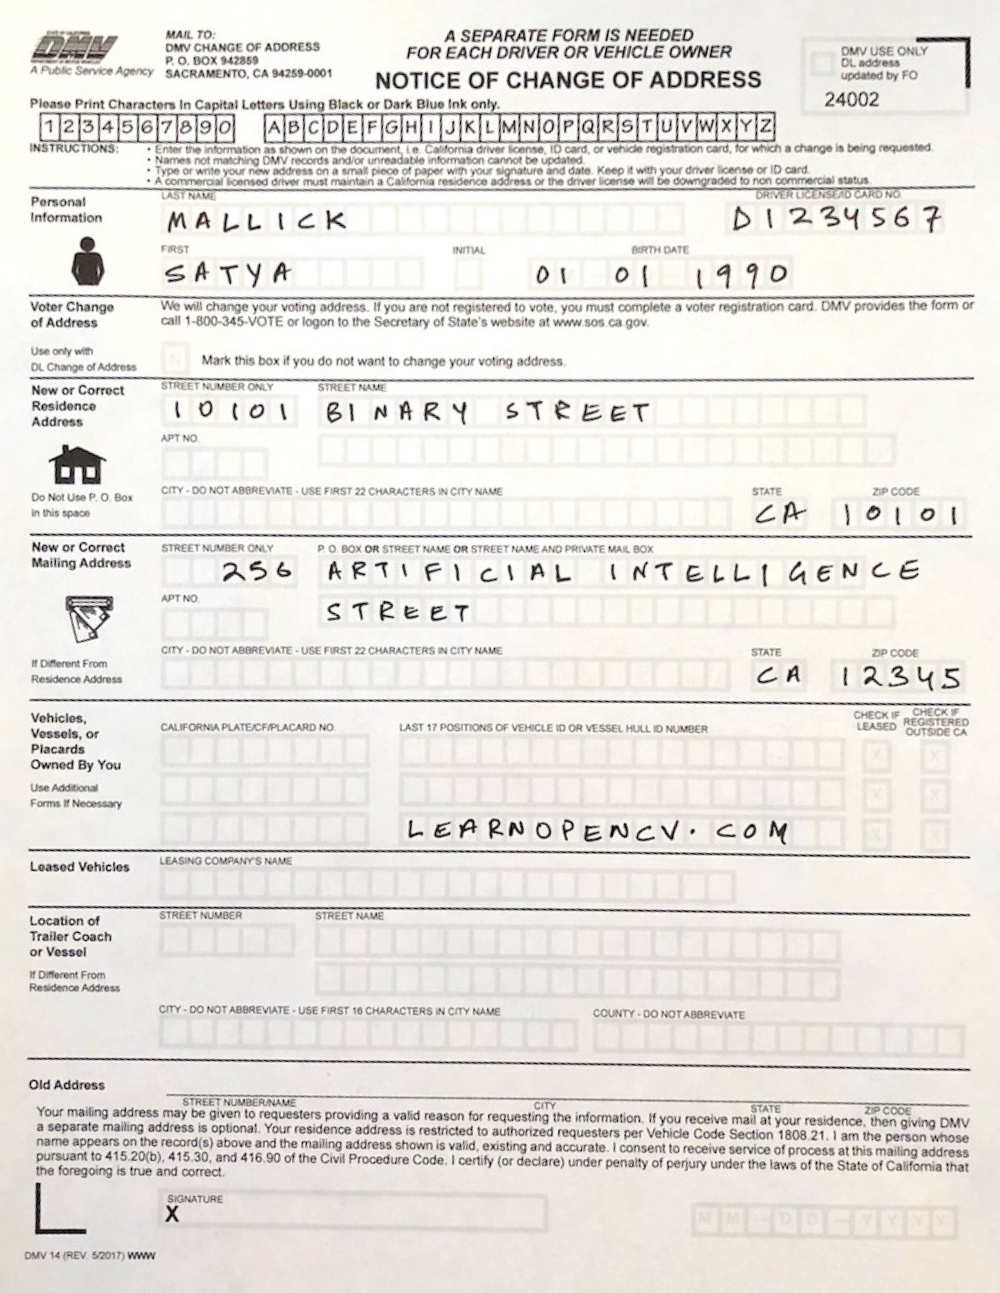 STATE OF CALIFORNIA
DMV
DEPARTMENT OF MOTOR VEHICLES
A Public Service Agency
MAIL TO:
DMV CHANGE OF ADDRESS
P. O. BOX 942859
SACRAMENTO, CA 94259-0001
A SEPARATE FORM IS NEEDED
FOR EACH DRIVER OR VEHICLE OWNER
NOTICE OF CHANGE OF ADDRESS
DMV USE ONLY
DL address
updated by FO
24002
Please Print Characters In Capital Letters Using Black or Dark Blue Ink only.
1 2 3 4 5 6 7 8 9 0 A B C D E F G H I J K L M N O P Q R S T U V W X Y Z
INSTRUCTIONS: • Enter the information as shown on the document, i.e. California driver license, ID card, or vehicle registration card, for which a change is being requested.
• Names not matching DMV records and/or unreadable information cannot be updated.
• Type or write your new address on a small piece of paper with your signature and date. Keep it with your driver license or ID card.
• A commercial licensed driver must maintain a California residence address or the driver license will be downgraded to non commercial status.
Personal
Information
LAST NAME DRIVER LICENSE/ID CARD NO.
MALLICK D1234567
FIRST INITIAL BIRTH DATE
SATYA 01 01 1990
Voter Change
of Address
We will change your voting address. If you are not registered to vote, you must complete a voter registration card. DMV provides the form or
call 1-800-345-VOTE or logon to the Secretary of State's website at www.sos.ca.gov.
Use only with
DL Change of Address
Mark this box if you do not want to change your voting address.
New or Correct
Residence
Address
STREET NUMBER ONLY STREET NAME
10101 BINARY STREET
APT NO.
Do Not Use P. O. Box
in this space
CITY - DO NOT ABBREVIATE - USE FIRST 22 CHARACTERS IN CITY NAME STATE ZIP CODE
CA 10101
New or Correct
Mailing Address
STREET NUMBER ONLY P. O. BOX OR STREET NAME OR STREET NAME AND PRIVATE MAIL BOX
256 ARTIFICIAL INTELLIGENCE
APT NO.
STREET
If Different From
Residence Address
CITY - DO NOT ABBREVIATE - USE FIRST 22 CHARACTERS IN CITY NAME STATE ZIP CODE
CA 12345
Vehicles,
Vessels, or
Placards
Owned By You
Use Additional
Forms If Necessary
CALIFORNIA PLATE/CF/PLACARD NO. LAST 17 POSITIONS OF VEHICLE ID OR VESSEL HULL ID NUMBER
CHECK IF
LEASED
CHECK IF
REGISTERED
OUTSIDE CA
X X
X X
LEARNOPENCV.COM X X
Leased Vehicles
LEASING COMPANY'S NAME
Location of
Trailer Coach
or Vessel
If Different From
Residence Address
STREET NUMBER STREET NAME
CITY - DO NOT ABBREVIATE - USE FIRST 16 CHARACTERS IN CITY NAME COUNTY - DO NOT ABBREVIATE
Old Address
STREET NUMBER/NAME CITY STATE ZIP CODE
Your mailing address may be given to requesters providing a valid reason for requesting the information. If you receive mail at your residence, then giving DMV
a separate mailing address is optional. Your residence address is restricted to authorized requesters per Vehicle Code Section 1808.21. I am the person whose
name appears on the record(s) above and the mailing address shown is valid, existing and accurate. I consent to receive service of process at this mailing address
pursuant to 415.20(b), 415.30, and 416.90 of the Civil Procedure Code. I certify (or declare) under penalty of perjury under the laws of the State of California that
the foregoing is true and correct.
SIGNATURE
X
M M - D D - Y Y Y Y
DMV 14 (REV. 5/2017) WWW